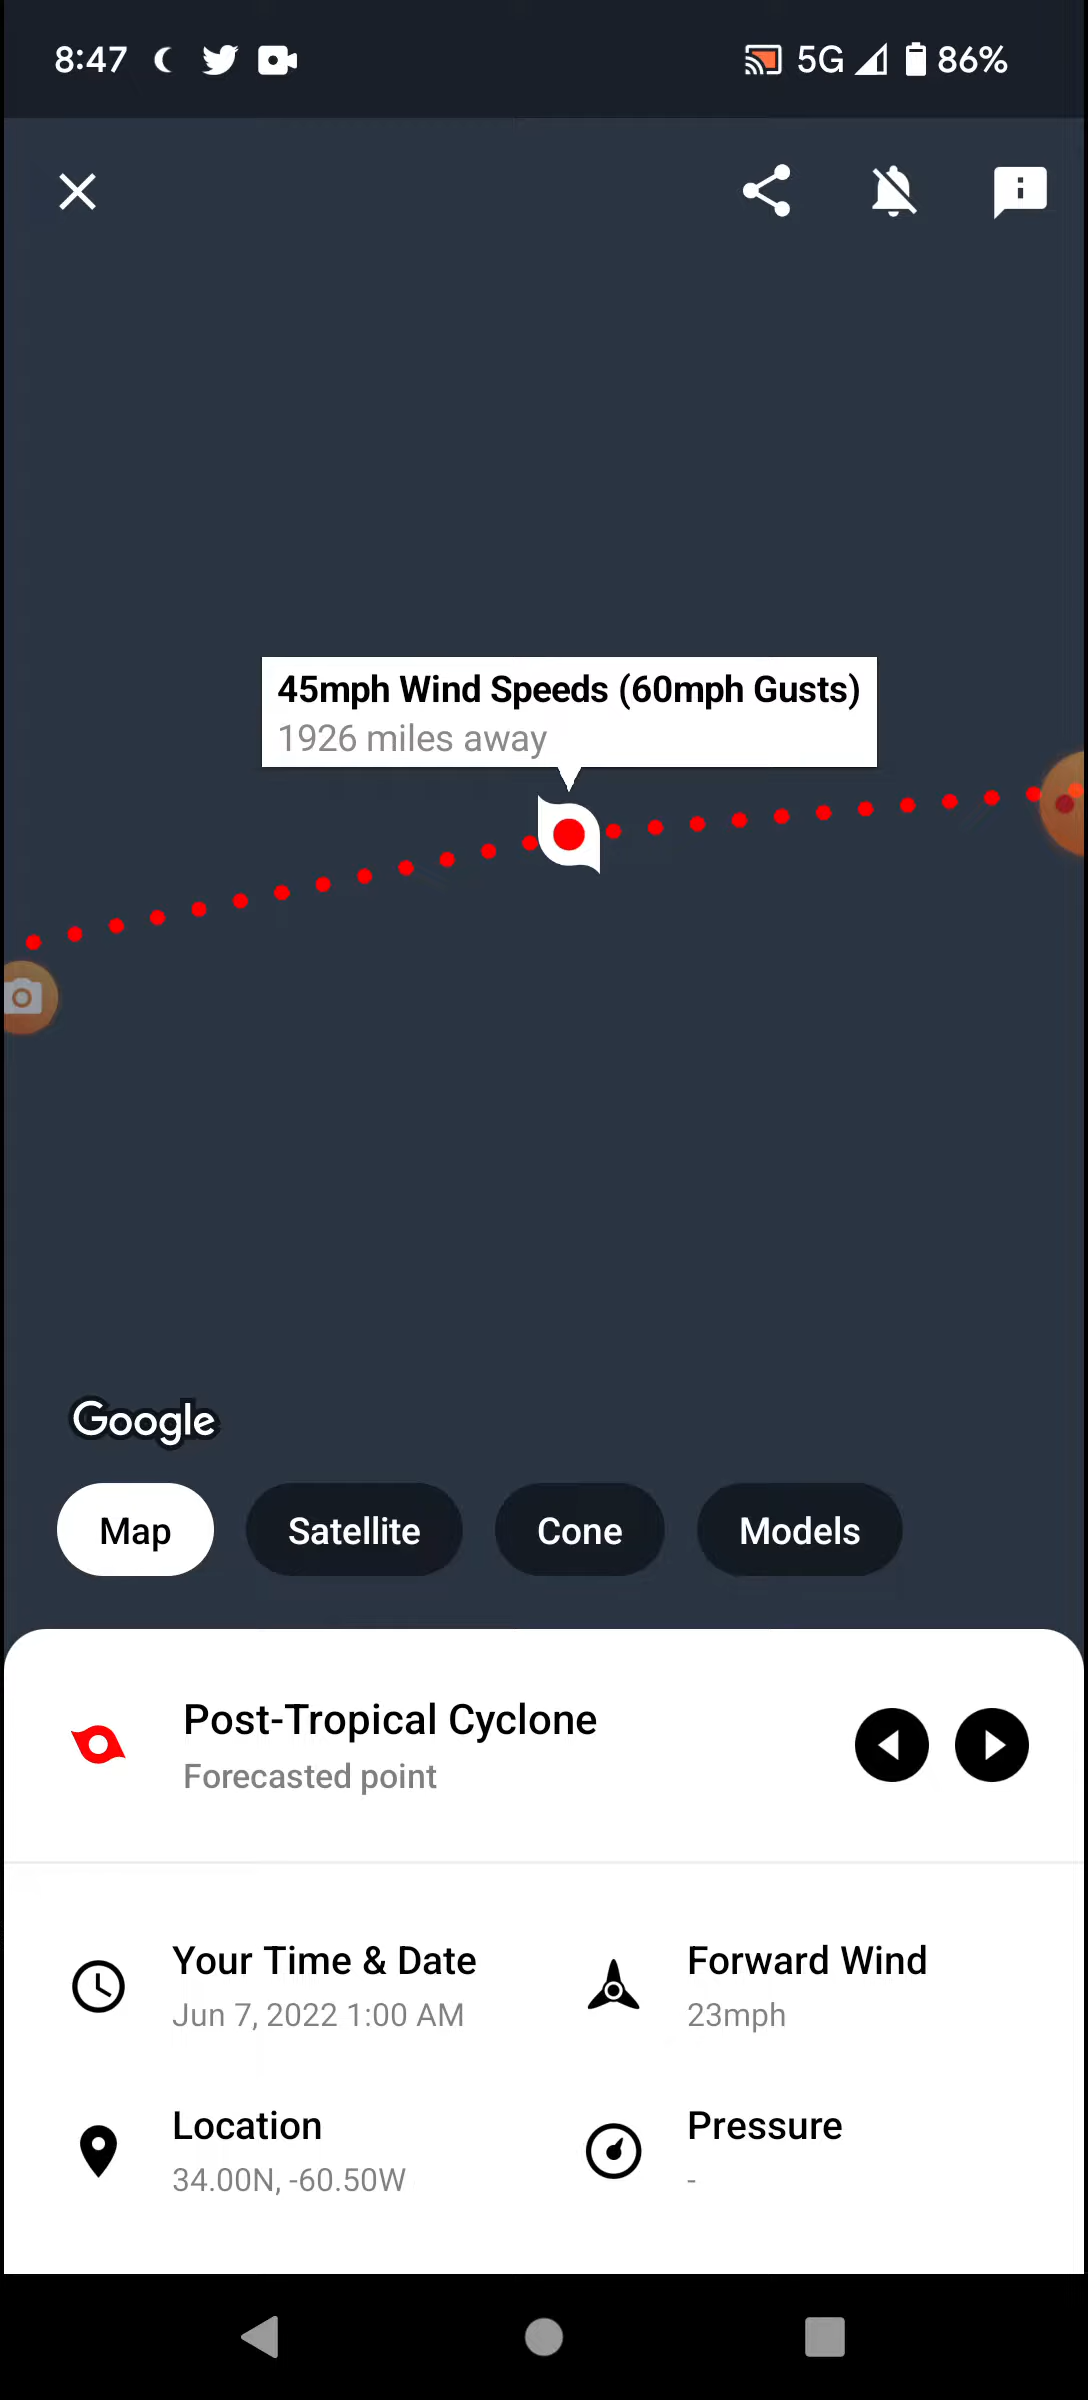 8:47 5G 86%
45mph Wind Speeds (60mph Gusts)
1926 miles away
Google
Map Satellite Cone Models
Post-Tropical Cyclone
Forecasted point
Your Time & Date
Jun 7, 2022 1:00 AM
Forward Wind
23mph
Location
34.00N, -60.50W
Pressure
-